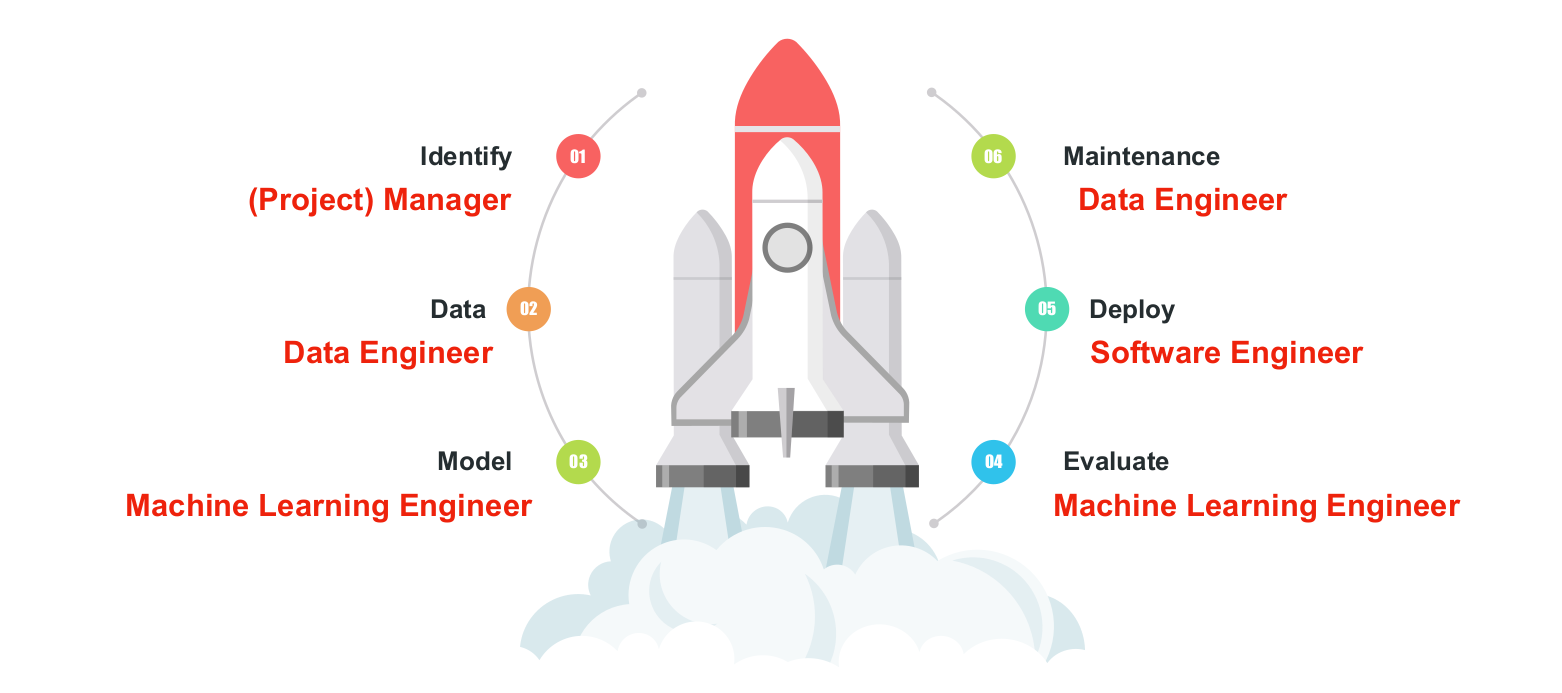 01
Identify
(Project) Manager
02
Data
Data Engineer
03
Model
Machine Learning Engineer
04
Evaluate
Machine Learning Engineer
05
Deploy
Software Engineer
06
Maintenance
Data Engineer